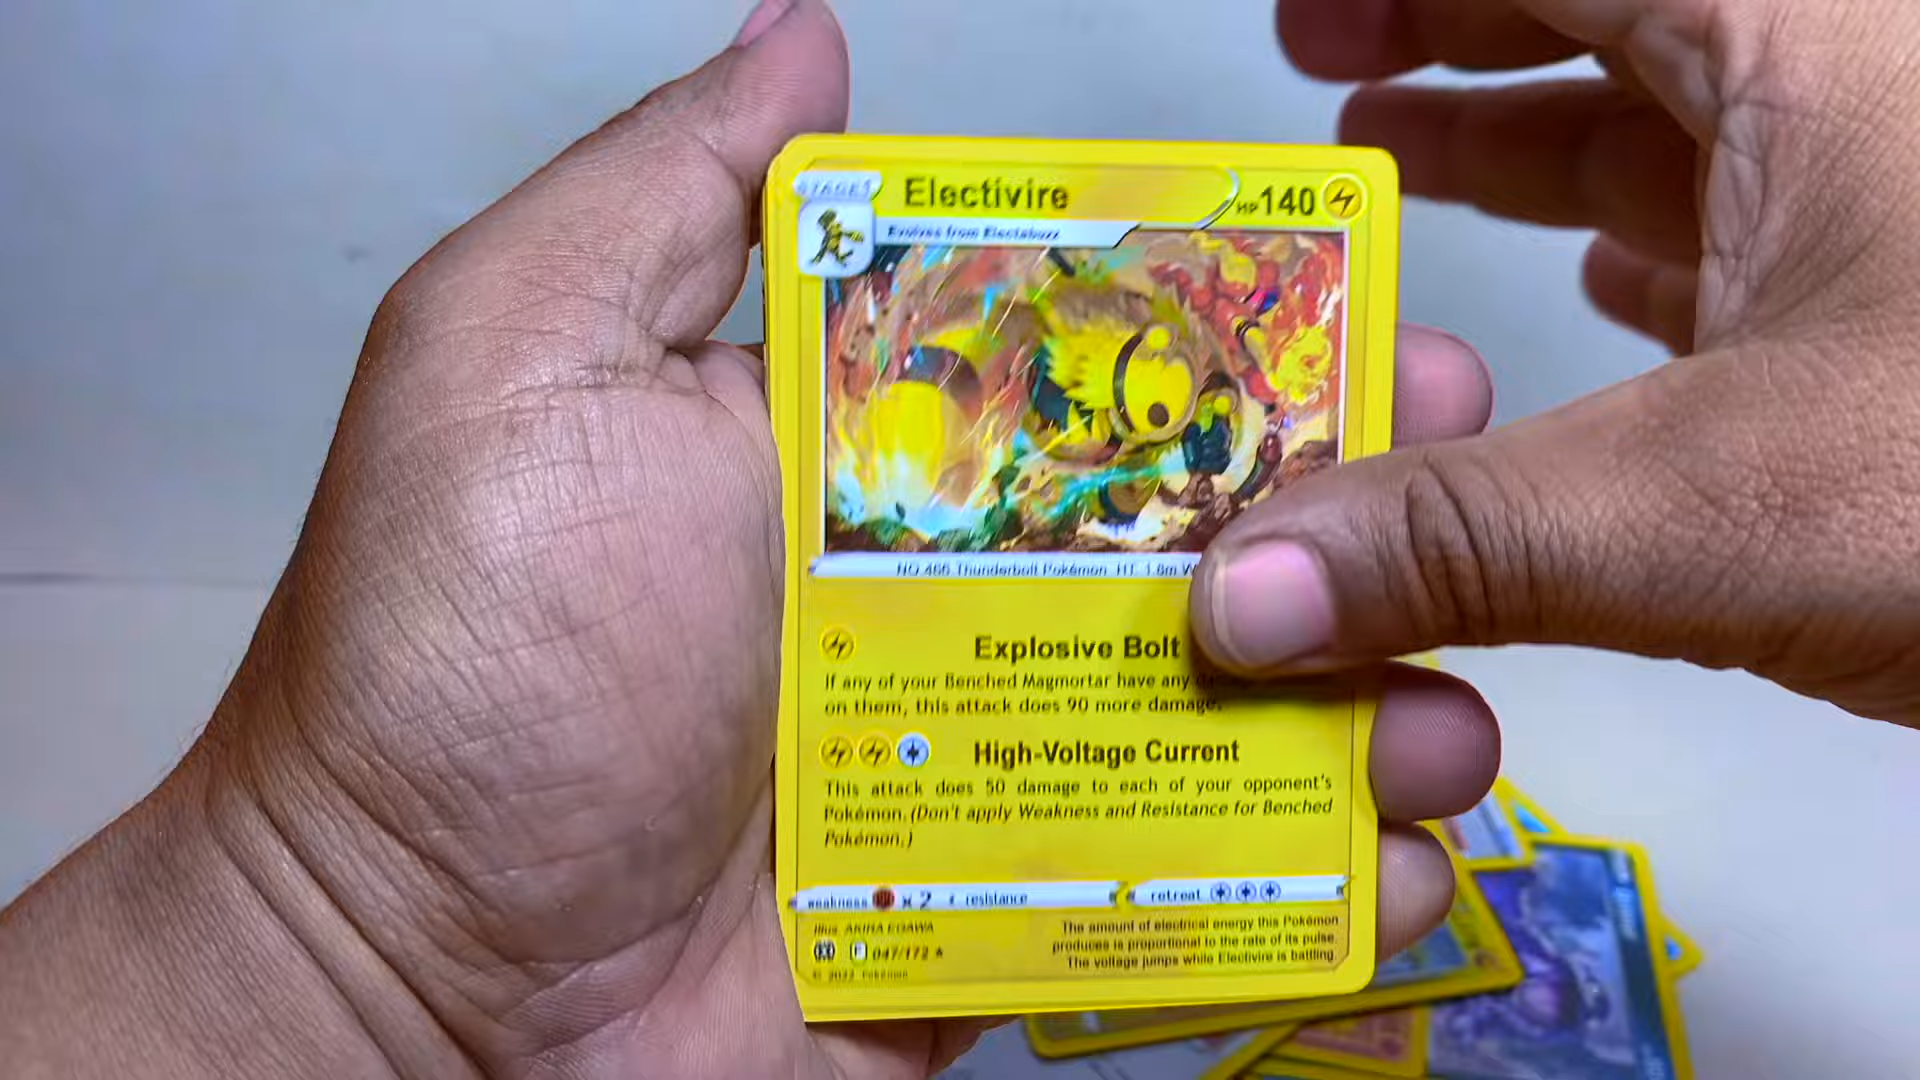 STAGE1
Electivire
HP140
Evolves from Electabuzz
NO. 466 Thunderbolt Pokémon HT: 1.8m W
Explosive Bolt
If any of your Benched Magmortar have any damage
on them, this attack does 90 more damage.
High-Voltage Current
This attack does 50 damage to each of your opponent's
Pokémon. (Don't apply Weakness and Resistance for Benched
Pokémon.)
weakness x2 resistance retreat
Illus. AKIRA EGAWA
F 047/172 ★
© 2022 Pokémon
The amount of electrical energy this Pokémon
produces is proportional to the rate of its pulse.
The voltage jumps while Electivire is battling.